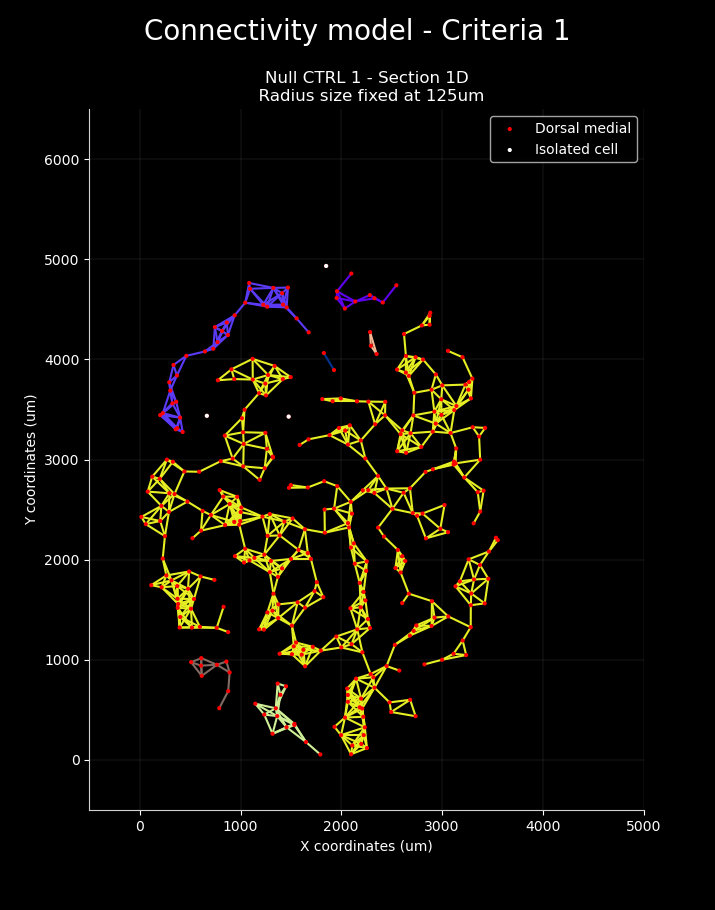 Connectivity model - Criteria 1
Null CTRL 1 - Section 1D
Radius size fixed at 125um
Dorsal medial
Isolated cell
6000
5000
4000
3000
2000
1000
0
Y coordinates (um)
0 1000 2000 3000 4000 5000
X coordinates (um)